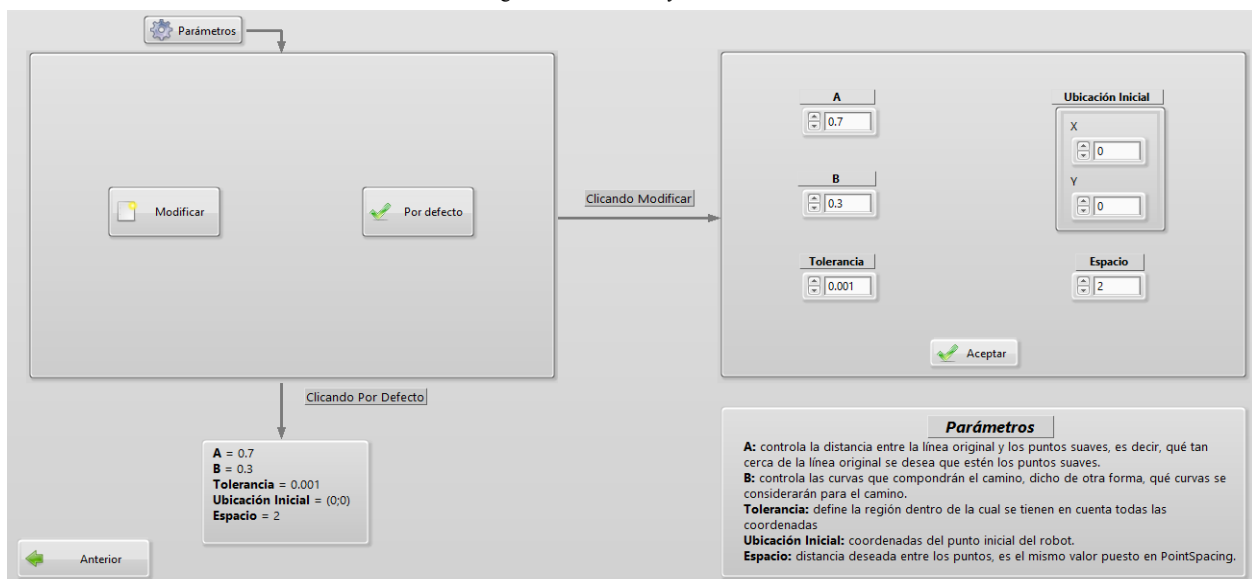 Parámetros
Modificar
Por defecto
Clicando Modificar
A
0.7
B
0.3
Tolerancia
0.001
Ubicación Inicial
X
0
Y
0
Espacio
2
Aceptar
Clicando Por Defecto
A = 0.7
B = 0.3
Tolerancia = 0.001
Ubicación Inicial = (0;0)
Espacio = 2
Anterior
Parámetros
A: controla la distancia entre la línea original y los puntos suaves, es decir, qué tan
cerca de la línea original se desea que estén los puntos suaves.
B: controla las curvas que compondrán el camino, dicho de otra forma, qué curvas se
considerarán para el camino.
Tolerancia: define la región dentro de la cual se tienen en cuenta todas las
coordenadas
Ubicación Inicial: coordenadas del punto inicial del robot.
Espacio: distancia deseada entre los puntos, es el mismo valor puesto en PointSpacing.